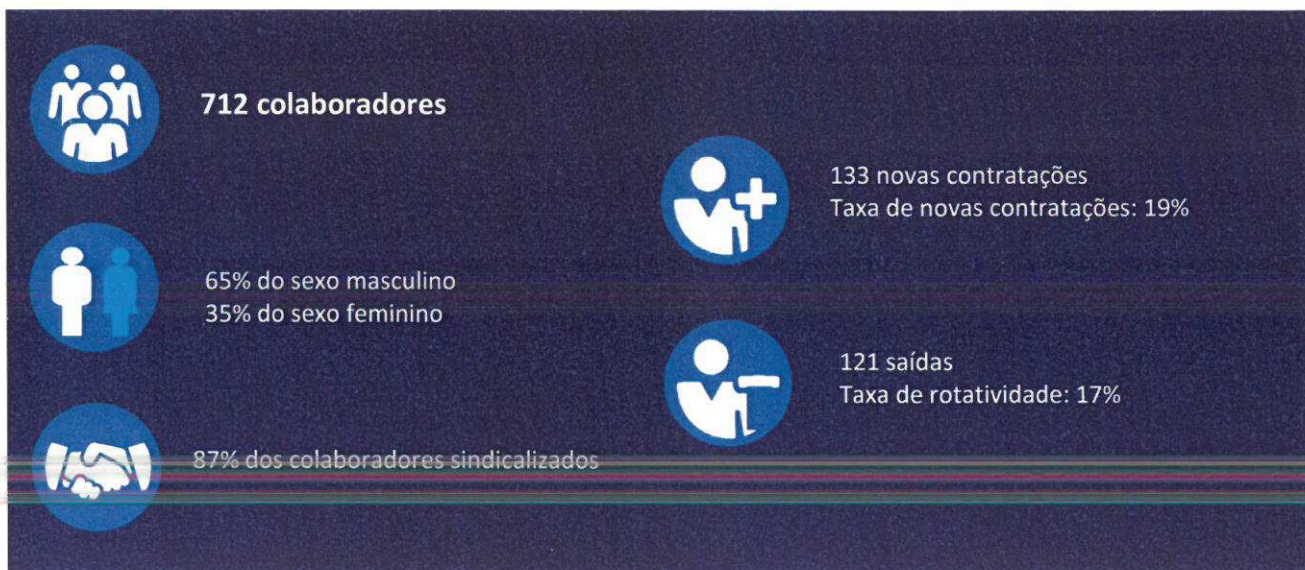 712 colaboradores
65% do sexo masculino
35% do sexo feminino
87% dos colaboradores sindicalizados
133 novas contratações
Taxa de novas contratações: 19%
121 saídas
Taxa de rotatividade: 17%